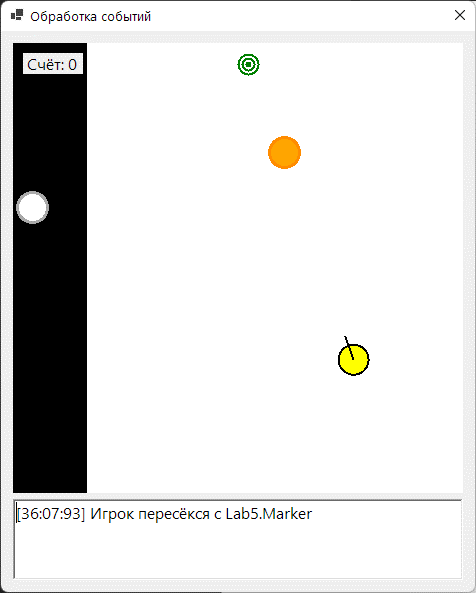 Обработка событий
Счёт: 0
[36:07:93] Игрок пересёкся с Lab5.Marker